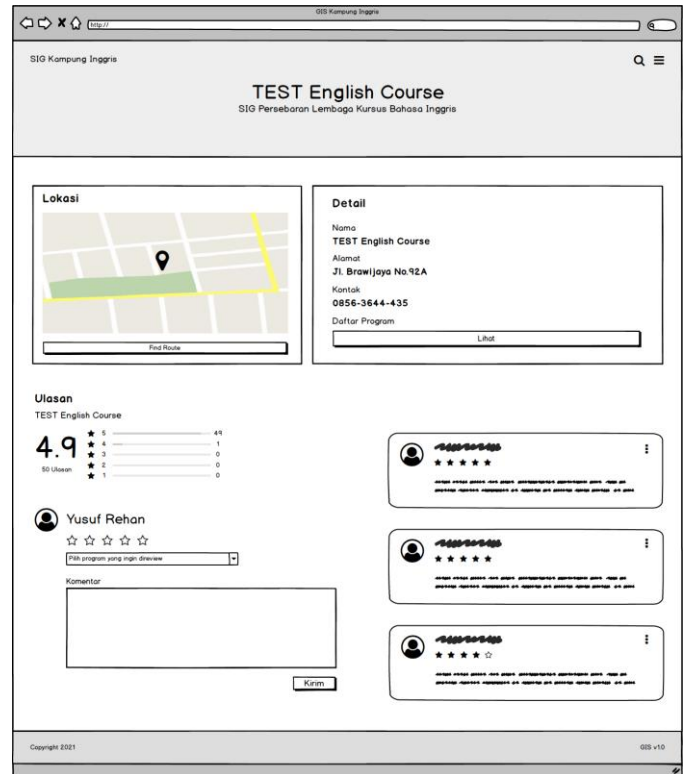 GIS Kampung Inggris
http://
SIG Kampung Inggris
TEST English Course
SIG Persebaran Lembaga Kursus Bahasa Inggris
Lokasi
Find Route
Detail
Nama
TEST English Course
Alamat
Jl. Brawijaya No.92A
Kontak
0856-3644-435
Daftar Program
Lihat
Ulasan
TEST English Course
4.9
50 Ulasan
5 49
4 1
3 0
2 0
1 0
Yusuf Rehan
Pilih program yang ingin direview
Komentar
Kirim
Copyright 2021
GIS v1.0